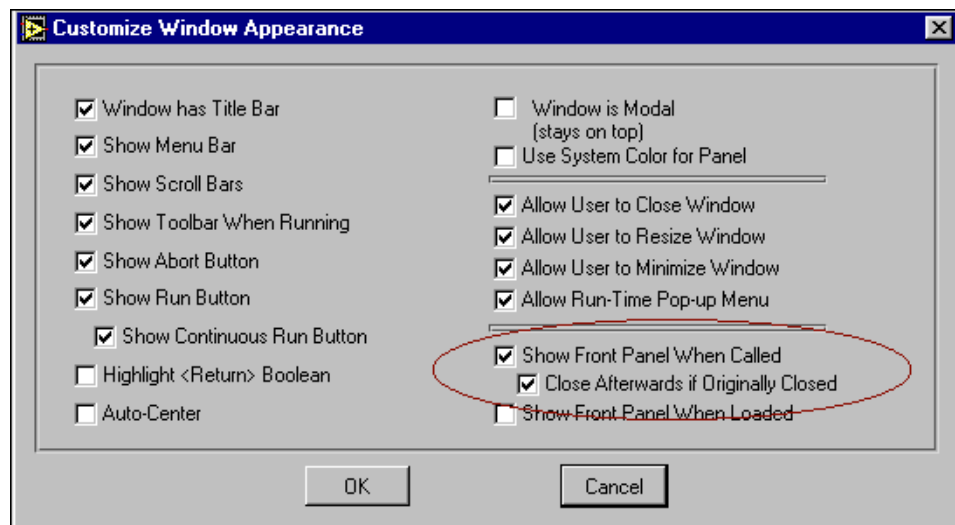 Customize Window Appearance
Window has Title Bar
Show Menu Bar
Show Scroll Bars
Show Toolbar When Running
Show Abort Button
Show Run Button
Show Continuous Run Button
Highlight <Return> Boolean
Auto-Center
Window is Modal
(stays on top)
Use System Color for Panel
Allow User to Close Window
Allow User to Resize Window
Allow User to Minimize Window
Allow Run-Time Pop-up Menu
Show Front Panel When Called
Close Afterwards if Originally Closed
Show Front Panel When Loaded
OK
Cancel